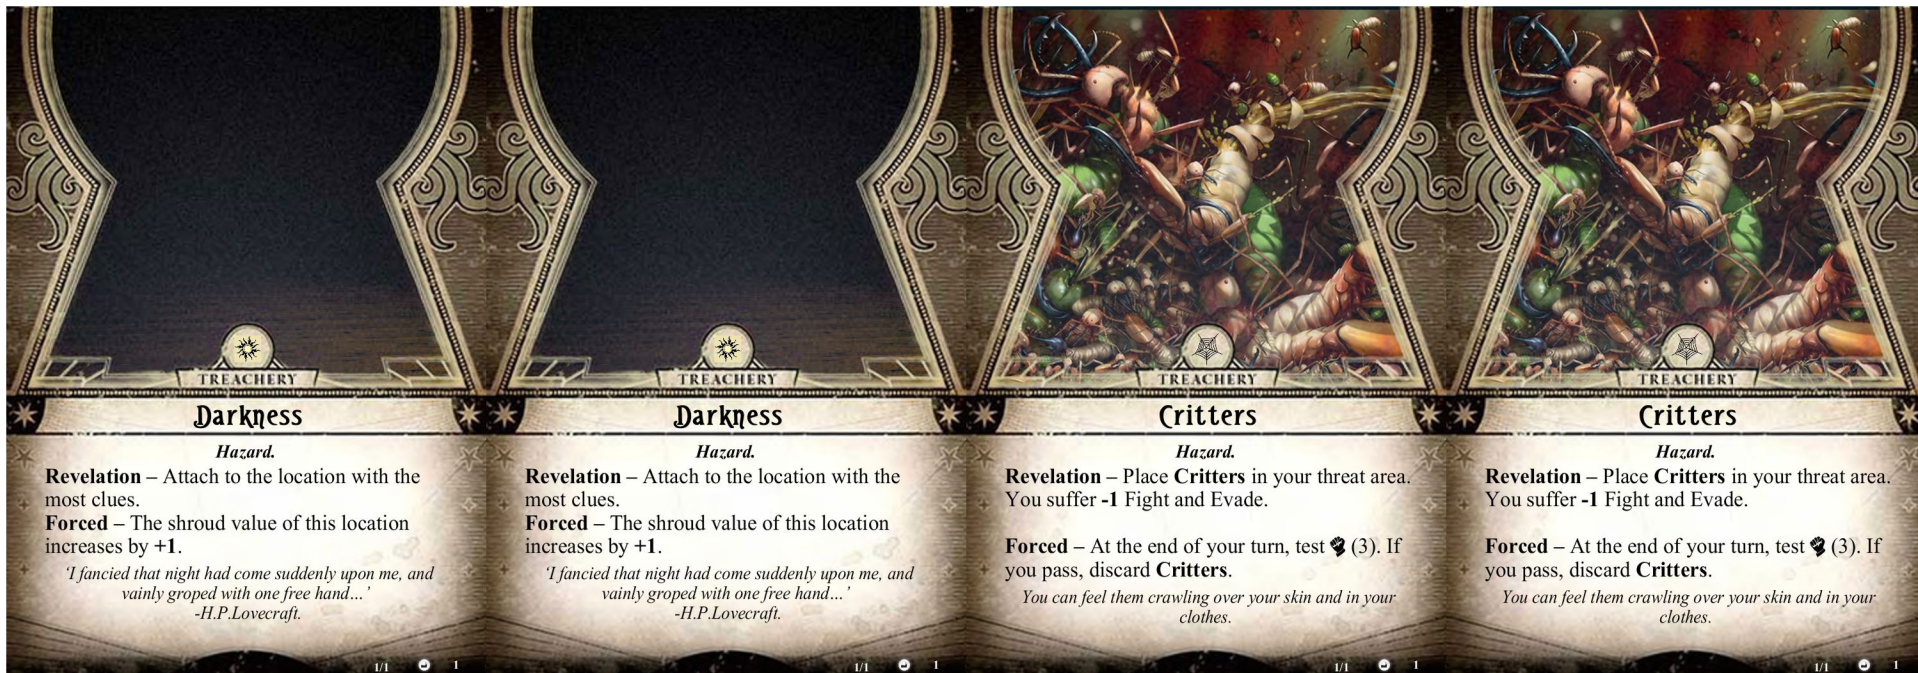 TREACHERY
Darkness
Hazard.
Revelation – Attach to the location with the
most clues.
Forced – The shroud value of this location
increases by +1.
‘I fancied that night had come suddenly upon me, and
vainly groped with one free hand…’
-H.P.Lovecraft.
1/1 1
TREACHERY
Darkness
Hazard.
Revelation – Attach to the location with the
most clues.
Forced – The shroud value of this location
increases by +1.
‘I fancied that night had come suddenly upon me, and
vainly groped with one free hand…’
-H.P.Lovecraft.
1/1 1
TREACHERY
Critters
Hazard.
Revelation – Place Critters in your threat area.
You suffer -1 Fight and Evade.
Forced – At the end of your turn, test (3). If
you pass, discard Critters.
You can feel them crawling over your skin and in your
clothes.
1/1 1
TREACHERY
Critters
Hazard.
Revelation – Place Critters in your threat area.
You suffer -1 Fight and Evade.
Forced – At the end of your turn, test (3). If
you pass, discard Critters.
You can feel them crawling over your skin and in your
clothes.
1/1 1